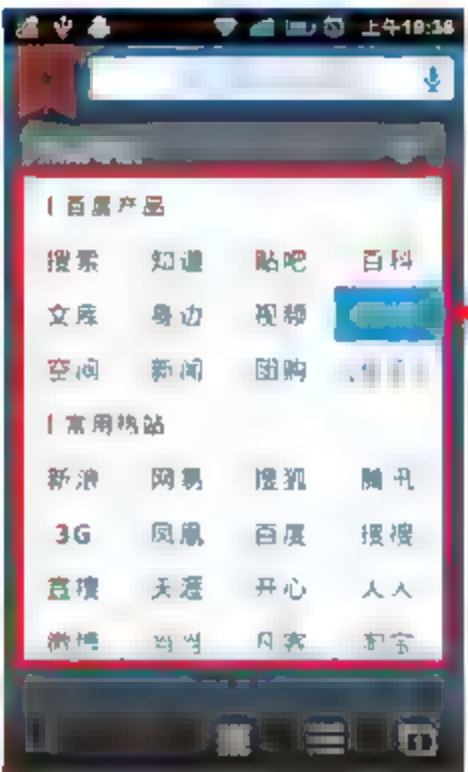 上午10:38
百度产品
搜索 知道 贴吧 百科
文库 身边 视频
空间 新闻 团购
常用热站
新浪 网易 搜狐 腾讯
3G 凤凰 百度 搜搜
宜搜 天涯 开心 人人
微博 当当 凡客 淘宝
1